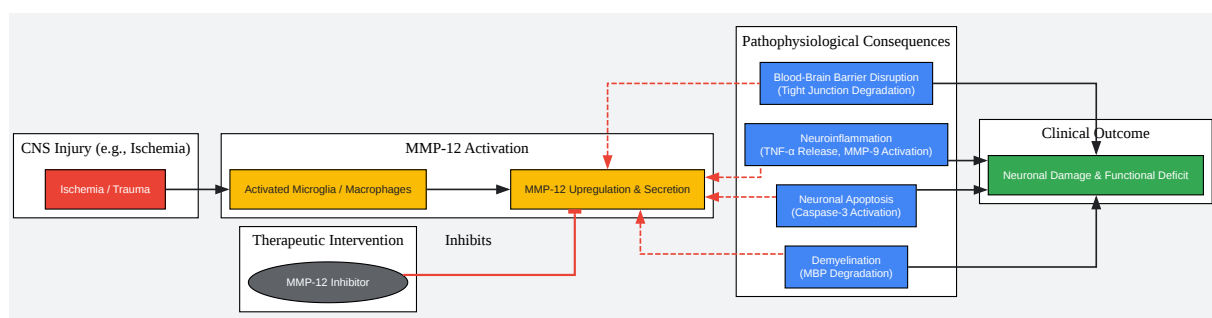 CNS Injury (e.g., Ischemia)
Ischemia / Trauma
MMP-12 Activation
Activated Microglia / Macrophages
MMP-12 Upregulation & Secretion
Therapeutic Intervention
MMP-12 Inhibitor
Inhibits
Pathophysiological Consequences
Blood-Brain Barrier Disruption
(Tight Junction Degradation)
Neuroinflammation
(TNF-α Release, MMP-9 Activation)
Neuronal Apoptosis
(Caspase-3 Activation)
Demyelination
(MBP Degradation)
Clinical Outcome
Neuronal Damage & Functional Deficit